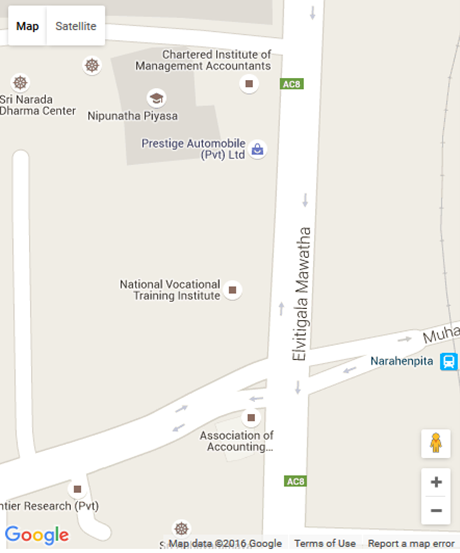 Map Satellite
Chartered Institute of
Management Accountants
AC8
Sri Narada
Dharma Center
Nipunatha Piyasa
Prestige Automobile
(Pvt) Ltd
Elvitigala Mawatha
National Vocational
Training Institute
Muha
Narahenpita
Association of
Accounting...
AC8
ntier Research (Pvt)
Google
Map data ©2016 Google Terms of Use Report a map error